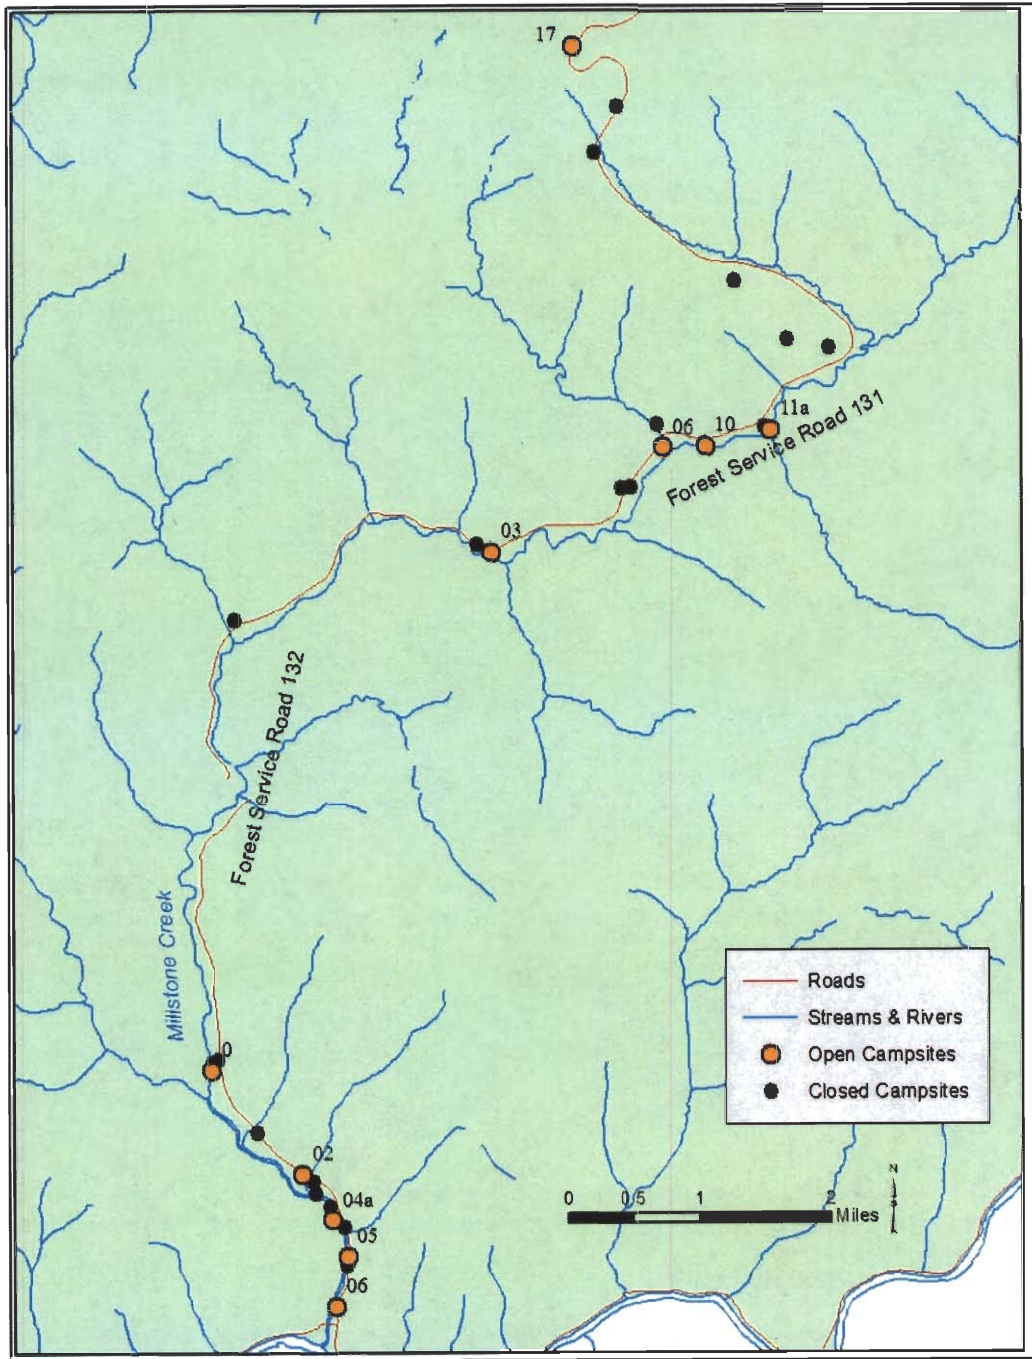 17
11a
06
10
Forest Service Road 131
03
Forest Service Road 132
Millstone Creek
Roads
Streams & Rivers
Open Campsites
Closed Campsites
0
02
04a
05
06
N
0 0.5 1 2
Miles